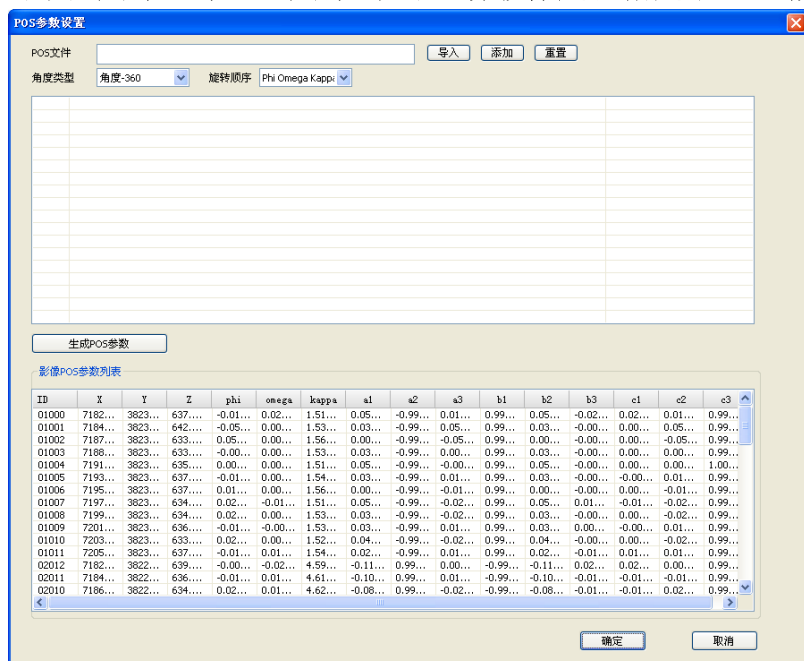 POS参数设置
POS文件 导入 添加 重置
角度类型 角度-360 旋转顺序 Phi Omega Kappa
生成POS参数
影像POS参数列表
ID X Y Z phi omega kappa a1 a2 a3 b1 b2 b3 c1 c2 c3
01000 7182... 3823... 637.... -0.01... 0.02... 1.51... 0.05... -0.99... 0.01... 0.99... 0.05... -0.02... 0.02... 0.01... 0.99...
01001 7184... 3823... 642.... -0.05... 0.00... 1.53... 0.03... -0.99... 0.05... 0.99... 0.03... -0.00... 0.00... 0.05... 0.99...
01002 7187... 3823... 633.... 0.05... 0.00... 1.56... 0.00... -0.99... -0.05... 0.99... 0.00... -0.00... 0.00... -0.05... 0.99...
01003 7188... 3823... 633.... -0.00... 0.00... 1.53... 0.03... -0.99... 0.00... 0.99... 0.03... -0.00... 0.00... 0.00... 0.99...
01004 7191... 3823... 635.... 0.00... 0.00... 1.51... 0.05... -0.99... -0.00... 0.99... 0.05... -0.00... 0.00... 0.00... 1.00...
01005 7193... 3823... 637.... -0.01... 0.00... 1.54... 0.03... -0.99... 0.01... 0.99... 0.03... -0.00... -0.00... 0.01... 0.99...
01006 7195... 3823... 637.... 0.01... 0.00... 1.56... 0.00... -0.99... -0.01... 0.99... 0.00... -0.00... 0.00... -0.01... 0.99...
01007 7197... 3823... 634.... 0.02... -0.01... 1.51... 0.05... -0.99... -0.02... 0.99... 0.05... 0.01... -0.01... -0.02... 0.99...
01008 7199... 3823... 634.... 0.02... 0.00... 1.53... 0.03... -0.99... -0.02... 0.99... 0.03... -0.00... 0.00... -0.02... 0.99...
01009 7201... 3823... 636.... -0.01... -0.00... 1.53... 0.03... -0.99... 0.01... 0.99... 0.03... 0.00... -0.00... 0.01... 0.99...
01010 7203... 3823... 633.... 0.02... 0.00... 1.52... 0.04... -0.99... -0.02... 0.99... 0.04... -0.00... 0.00... -0.02... 0.99...
01011 7205... 3823... 637.... -0.01... 0.01... 1.54... 0.02... -0.99... 0.01... 0.99... 0.02... -0.01... 0.01... 0.01... 0.99...
02012 7182... 3822... 639.... -0.00... -0.02... 4.59... -0.11... 0.99... 0.00... -0.99... -0.11... 0.02... 0.02... 0.00... 0.99...
02011 7184... 3822... 636.... -0.01... 0.01... 4.61... -0.10... 0.99... 0.01... -0.99... -0.10... -0.01... -0.01... -0.01... 0.99...
02010 7186... 3822... 634.... 0.02... 0.01... 4.62... -0.08... 0.99... -0.02... -0.99... -0.08... -0.01... -0.01... 0.02... 0.99...
确定 取消